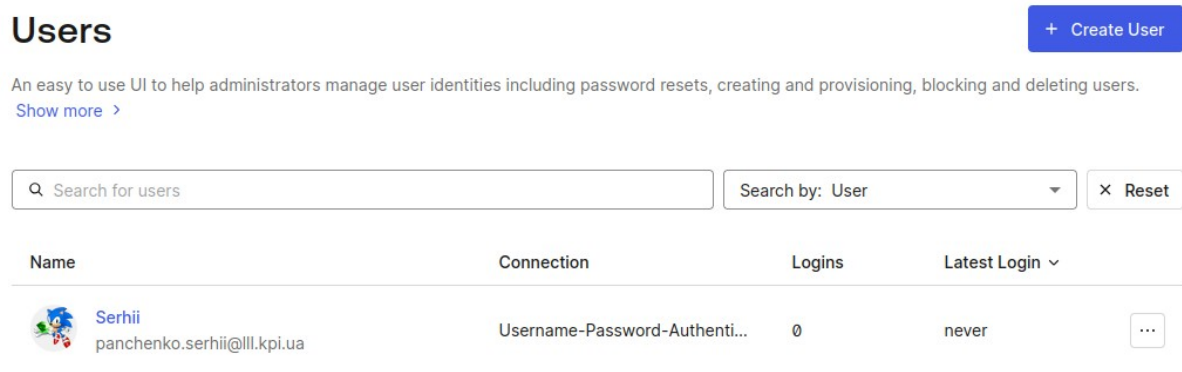 Users
+ Create User
An easy to use UI to help administrators manage user identities including password resets, creating and provisioning, blocking and deleting users.
Show more >
Search for users
Search by: User
× Reset
Name
Connection
Logins
Latest Login
Serhii
panchenko.serhii@lll.kpi.ua
Username-Password-Authenti...
0
never
...